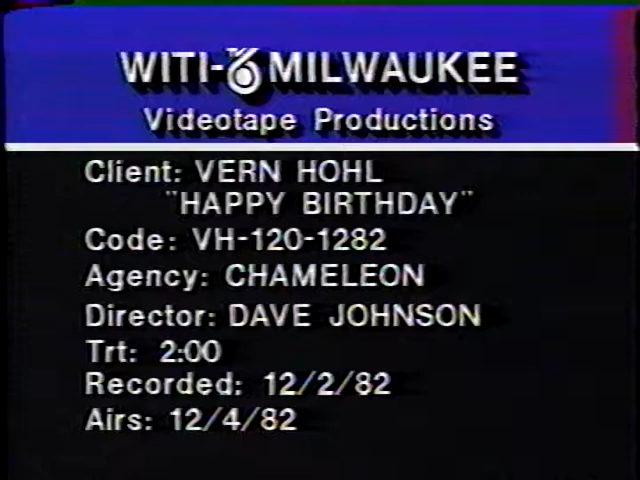 WITI-TV6 MILWAUKEE
Videotape Productions
Client: VERN HOHL
"HAPPY BIRTHDAY"
Code: VH-120-1282
Agency: CHAMELEON
Director: DAVE JOHNSON
Trt: 2:00
Recorded: 12/2/82
Airs: 12/4/82